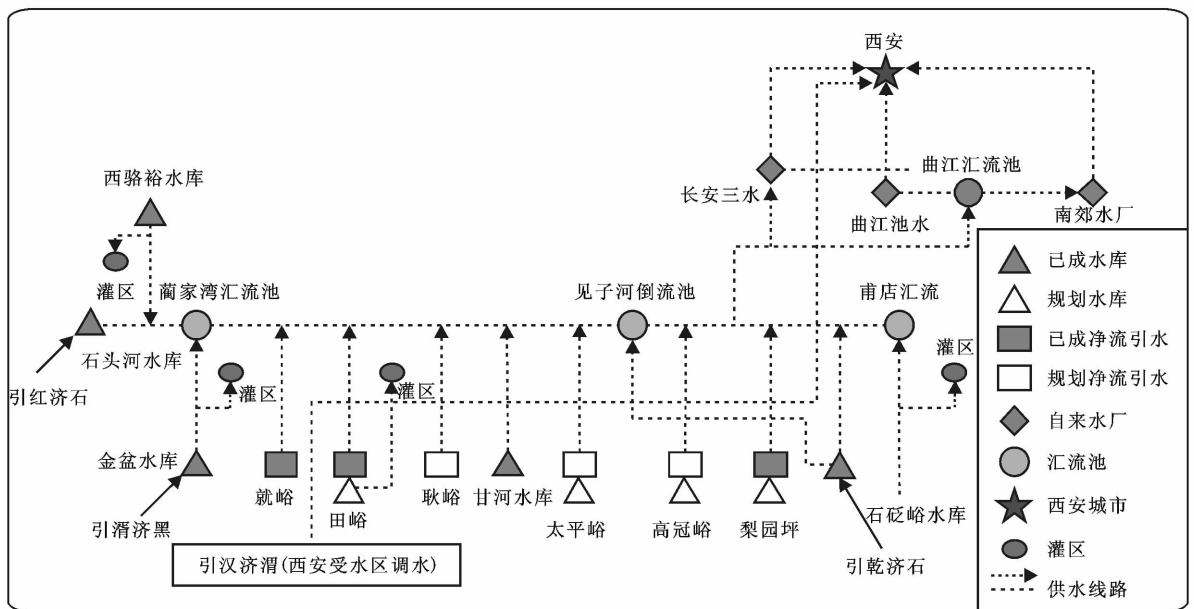 西安
西骆裕水库
长安三水
曲江汇流池
曲江池水
南郊水厂
灌区
蔺家湾汇流池
见子河倒流池
甫店汇流
石头河水库
灌区
灌区
灌区
引红济石
金盆水库
就峪
田峪
耿峪
甘河水库
太平峪
高冠峪
梨园坪
石砭峪水库
引湑济黑
引汉济渭(西安受水区调水)
引乾济石
已成水库
规划水库
已成净流引水
规划净流引水
自来水厂
汇流池
西安城市
灌区
供水线路